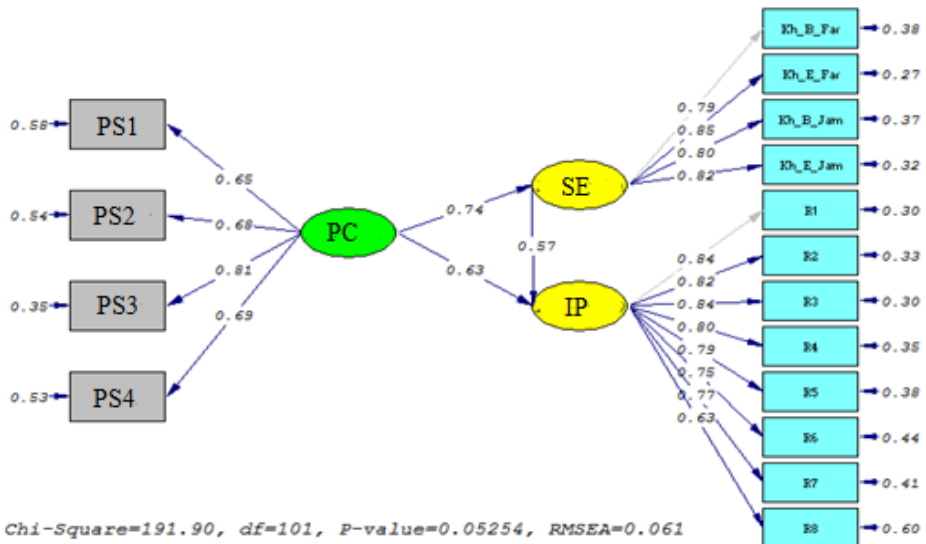 Kh_B_Far 0.38
Kh_E_Far 0.27
0.79
0.58 PS1
0.85
Kh_B_Jam 0.37
0.80
Kh_E_Jam 0.32
0.82
0.65
SE
0.54 PS2
0.68
0.74
R1 0.30
PC
0.57
0.84
R2 0.33
0.81
0.63
0.82
0.35 PS3
IP
0.84
R3 0.30
0.69
0.80
R4 0.35
0.79
0.75
R5 0.38
0.53 PS4
0.77
0.63
R6 0.44
R7 0.41
Chi-Square=191.90, df=101, P-value=0.05254, RMSEA=0.061
R8 0.60